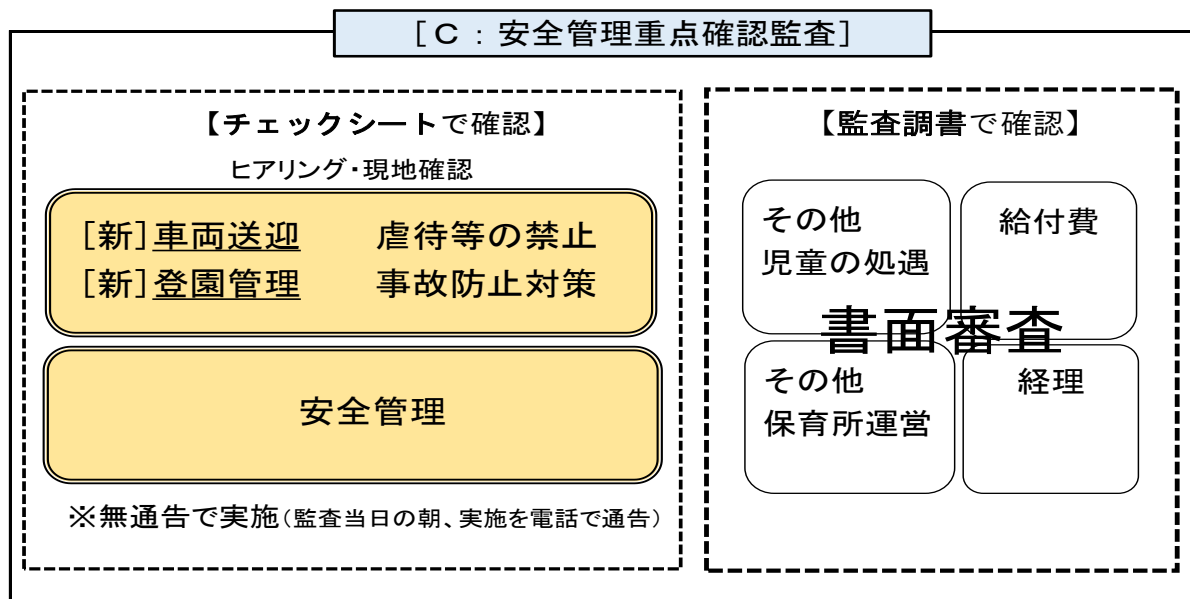 [C：安全管理重点確認監査]
【チェックシートで確認】
ヒアリング・現地確認
[新]車両送迎　虐待等の禁止
[新]登園管理　事故防止対策
安全管理
※無通告で実施（監査当日の朝、実施を電話で通告）
【監査調書で確認】
その他
児童の処遇
給付費
書面審査
その他
保育所運営
経理